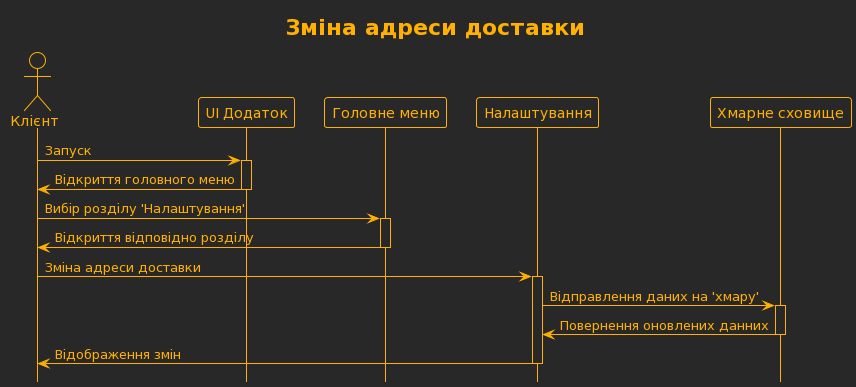 Зміна адреси доставки
Клієнт
UI Додаток
Головне меню
Налаштування
Хмарне сховище
Запуск
Відкриття головного меню
Вибір розділу 'Налаштування'
Відкриття відповідно розділу
Зміна адреси доставки
Відправлення даних на 'хмару'
Повернення оновлених данних
Відображення змін